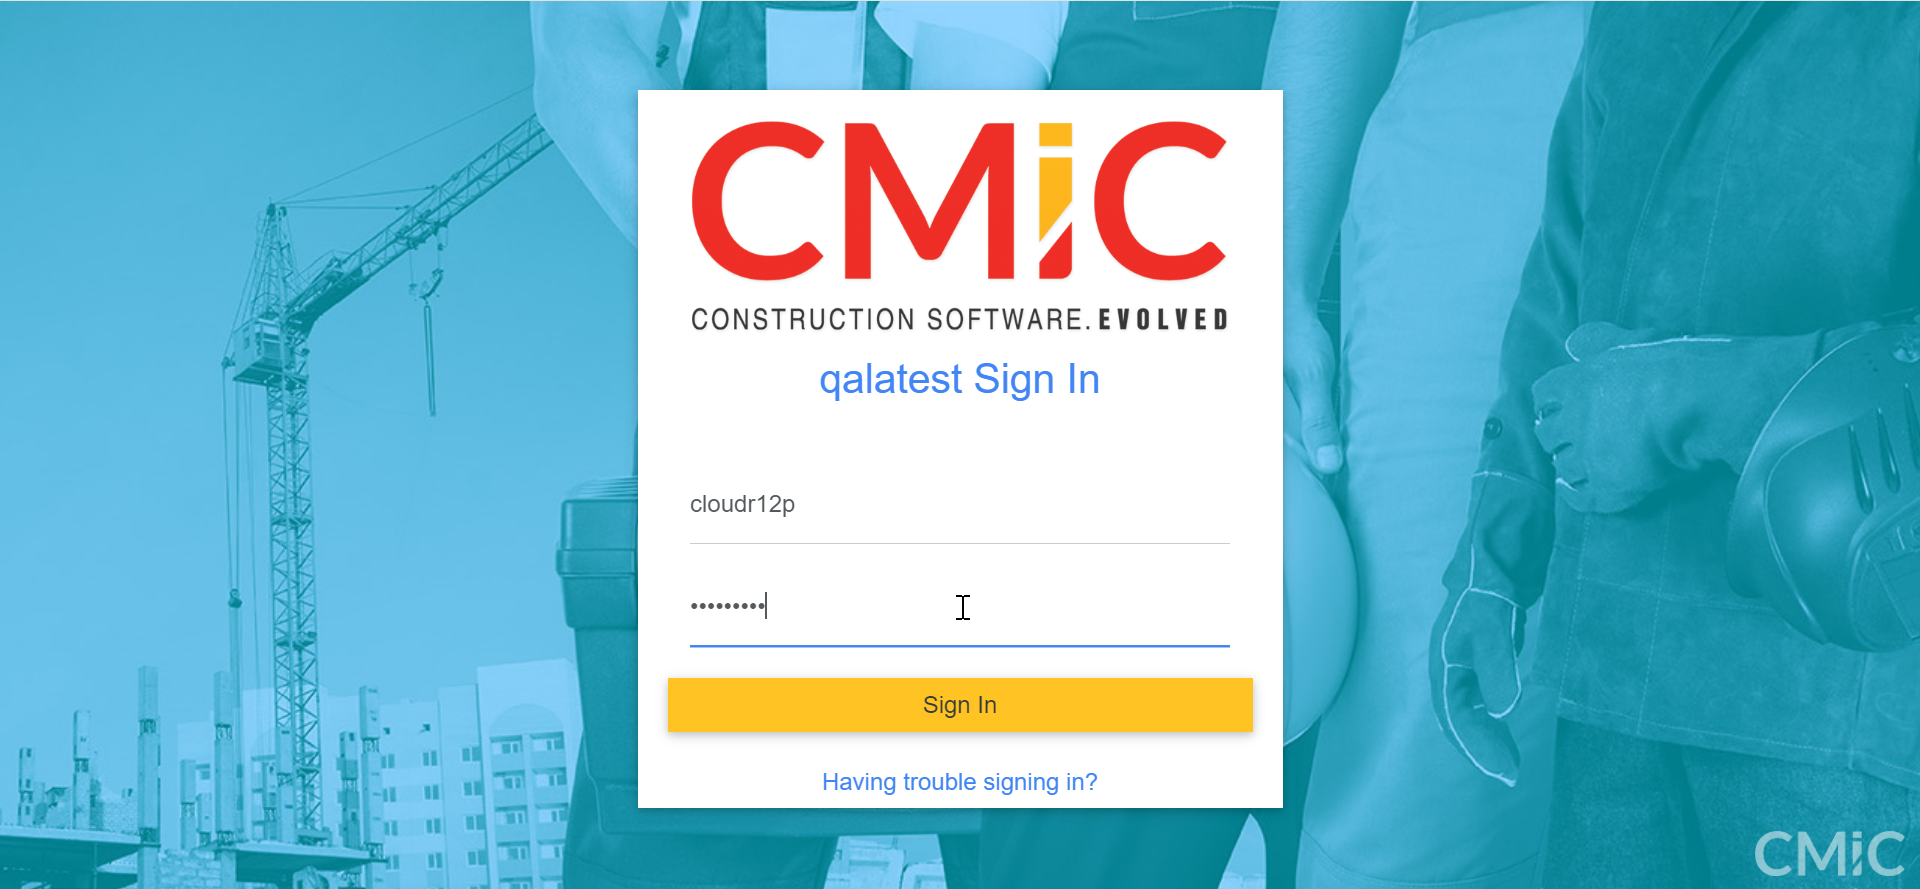 CMiC
CONSTRUCTION SOFTWARE. EVOLVED
qalatest Sign In
cloudr12p
•••••••••
Sign In
Having trouble signing in?
CMiC